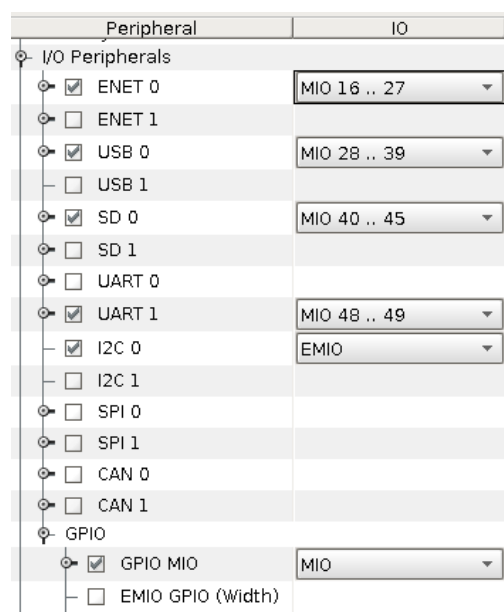 Peripheral IO
I/O Peripherals
ENET 0 MIO 16 .. 27
ENET 1
USB 0 MIO 28 .. 39
USB 1
SD 0 MIO 40 .. 45
SD 1
UART 0
UART 1 MIO 48 .. 49
I2C 0 EMIO
I2C 1
SPI 0
SPI 1
CAN 0
CAN 1
GPIO
GPIO MIO MIO
EMIO GPIO (Width)